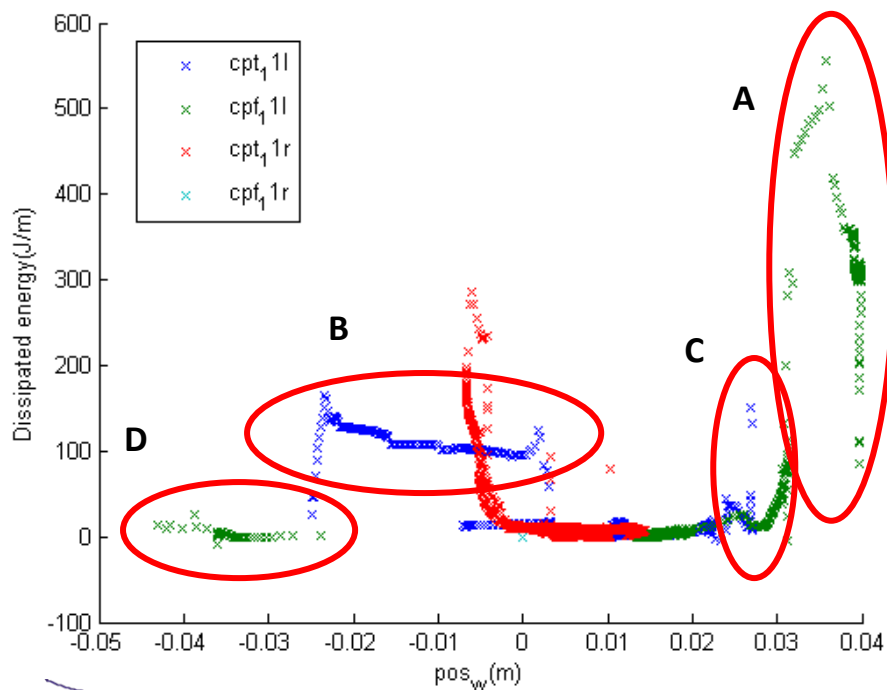 600
500
400
300
200
100
0
-100
Dissipated energy(J/m)
cpt₁1l
cpf₁1l
cpt₁1r
cpf₁1r
A
B
C
D
-0.05
-0.04
-0.03
-0.02
-0.01
0
0.01
0.02
0.03
0.04
pos_w(m)